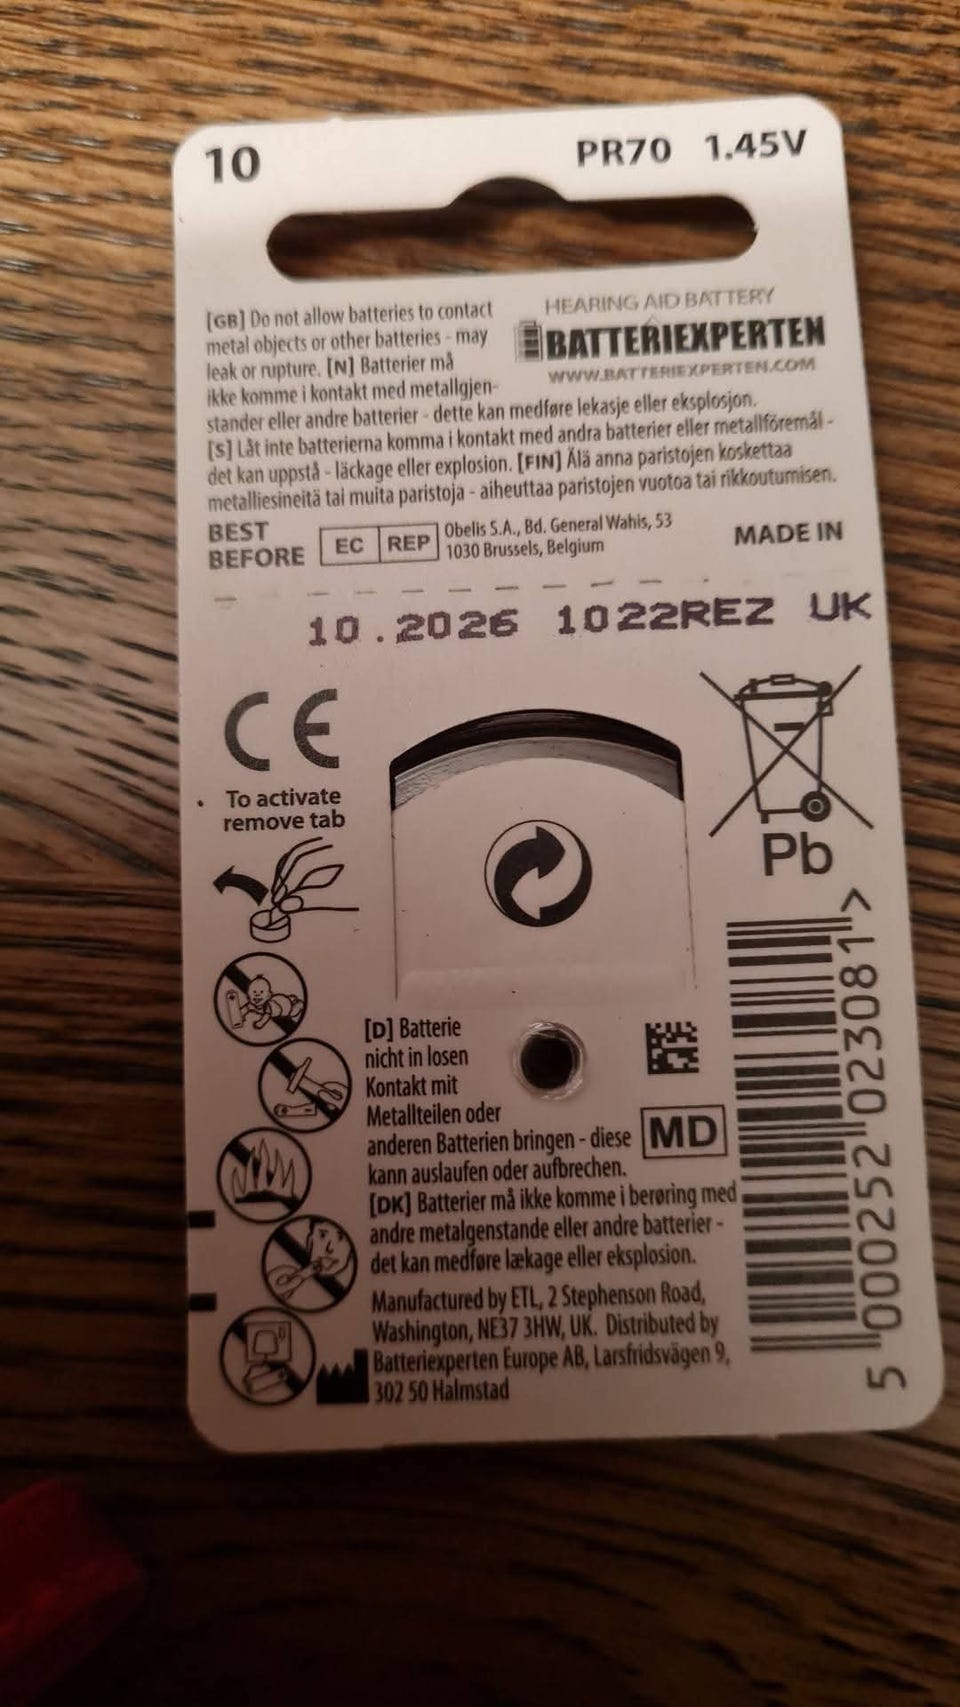 10
PR70 1.45V
HEARING AID BATTERY
BATTERIEXPERTEN
WWW.BATTERIEXPERTEN.COM
[GB] Do not allow batteries to contact
metal objects or other batteries - may
leak or rupture. [N] Batterier må
ikke komme i kontakt med metallgjen-
stander eller andre batterier - dette kan medføre lekasje eller eksplosjon.
[S] Låt inte batterierna komma i kontakt med andra batterier eller metallföremål -
det kan uppstå - läckage eller explosion. [FIN] Älä anna paristojen koskettaa
metalliesineitä tai muita paristoja - aiheuttaa paristojen vuotoa tai rikkoutumisen.
BEST
BEFORE
EC REP
Obelis S.A., Bd. General Wahis, 53
1030 Brussels, Belgium
MADE IN
10.2026 1022REZ UK
CE
To activate
remove tab
Pb
[D] Batterie
nicht in losen
Kontakt mit
Metallteilen oder
anderen Batterien bringen - diese
kann auslaufen oder aufbrechen.
[DK] Batterier må ikke komme i berøring med
andre metalgenstande eller andre batterier -
det kan medføre lækage eller eksplosion.
MD
Manufactured by ETL, 2 Stephenson Road,
Washington, NE37 3HW, UK. Distributed by
Batteriexperten Europe AB, Larsfridsvägen 9,
302 50 Halmstad
5 000252 023081 >